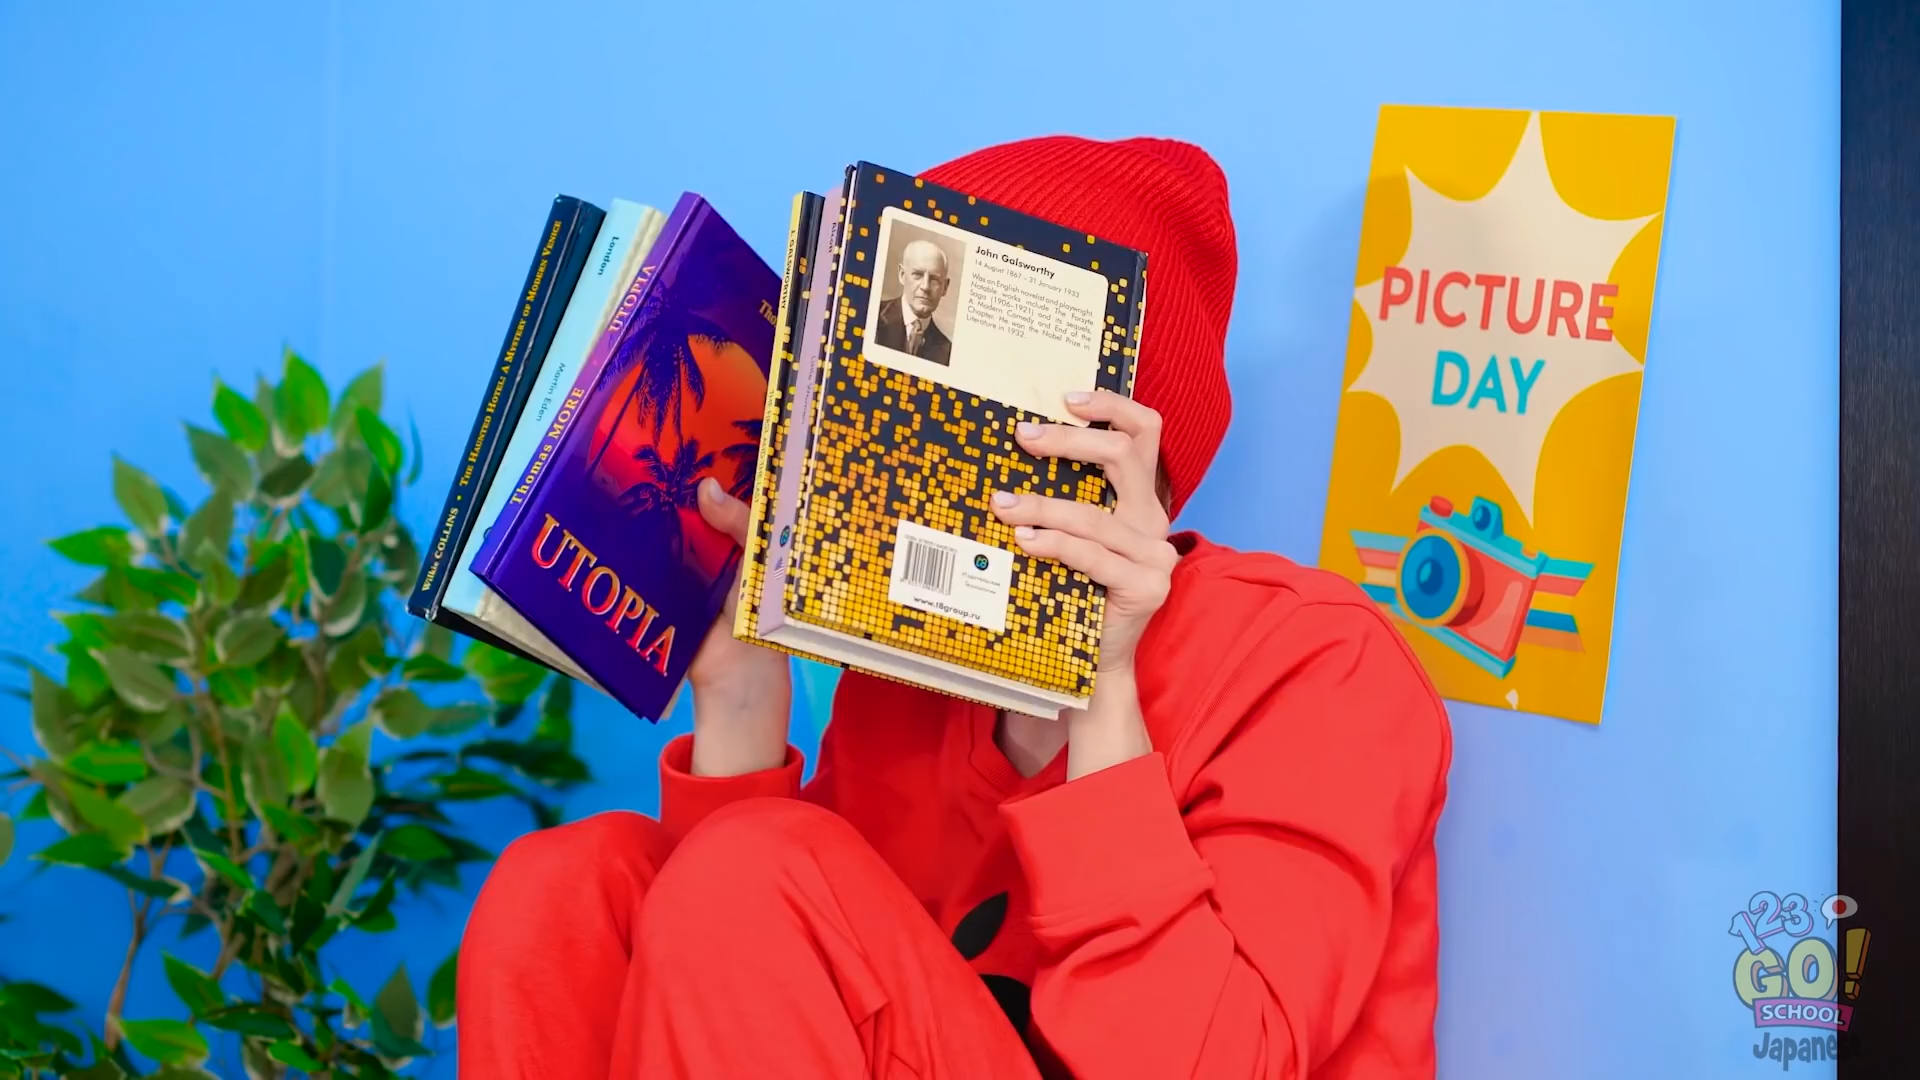 Wilkie COLLINS • THE HAUNTED HOTEL: A MYSTERY OF MODERN VENICE
London
Martin Eden
Thomas MORE
UTOPIA
UTOPIA
J. GALSWORTHY
John Galsworthy
14 August 1867 – 31 January 1933
Was an English novelist and playwright.
Notable works include The Forsyte
Saga (1906–1921) and its sequels,
A Modern Comedy and End of the
Chapter. He won the Nobel Prize in
Literature in 1932.
www.t8group.ru
PICTURE
DAY
123
GO!
SCHOOL
Japanese